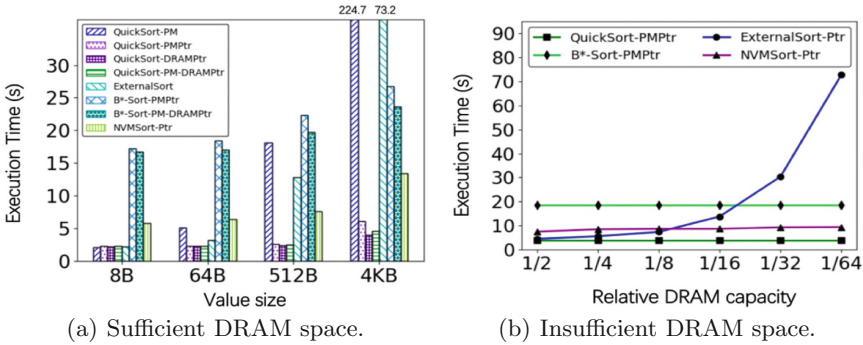 224.7 73.2
QuickSort-PM
QuickSort-PMPtr
QuickSort-DRAMPtr
QuickSort-PM-DRAMPtr
ExternalSort
B*-Sort-PMPtr
B*-Sort-PM-DRAMPtr
NVMSort-Ptr
Execution Time (s)
30
25
20
15
10
5
0
8B 64B 512B 4KB
Value size
(a) Sufficient DRAM space.
QuickSort-PMPtr ExternalSort-Ptr
B*-Sort-PMPtr NVMSort-Ptr
Execution Time (s)
90
80
70
60
50
40
30
20
10
0
1/2 1/4 1/8 1/16 1/32 1/64
Relative DRAM capacity
(b) Insufficient DRAM space.